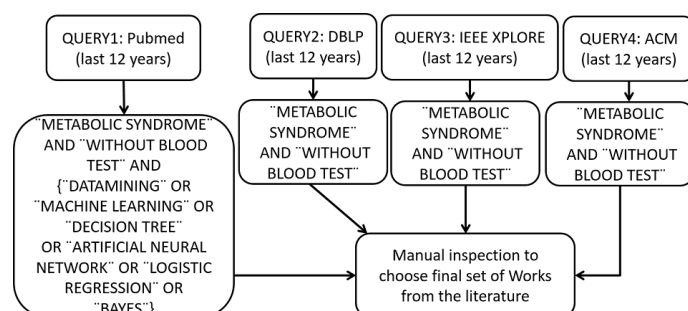 QUERY1: Pubmed
(last 12 years)
QUERY2: DBLP
(last 12 years)
QUERY3: IEEE XPLORE
(last 12 years)
QUERY4: ACM
(last 12 years)
¨METABOLIC SYNDROME¨
AND ¨WITHOUT BLOOD
TEST¨ AND
{¨DATAMINING¨ OR
¨MACHINE LEARNING¨ OR
¨DECISION TREE¨
OR ¨ARTIFICIAL NEURAL
NETWORK¨ OR ¨LOGISTIC
REGRESSION¨ OR
¨BAYES¨}
¨METABOLIC
SYNDROME¨
AND ¨WITHOUT
BLOOD TEST¨
¨METABOLIC
SYNDROME¨
AND ¨WITHOUT
BLOOD TEST¨
¨METABOLIC
SYNDROME¨
AND ¨WITHOUT
BLOOD TEST¨
Manual inspection to
choose final set of Works
from the literature